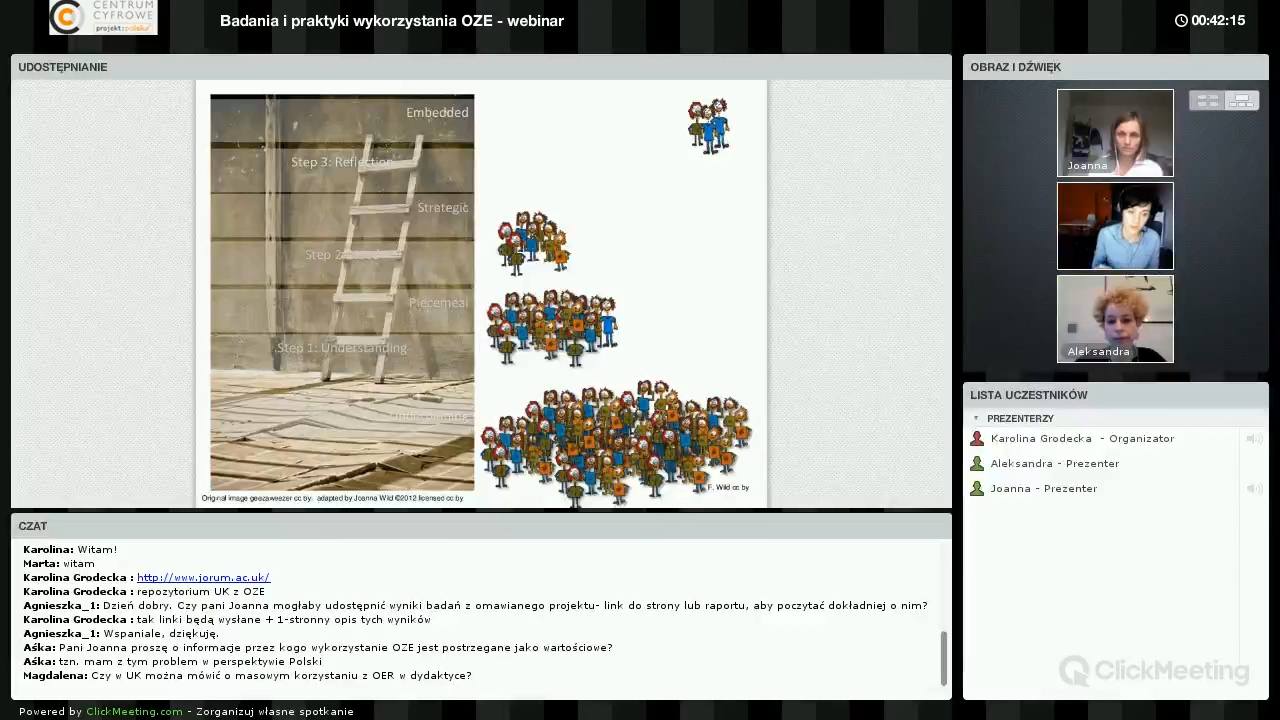 CENTRUM
CYFROWE
projekt: polska
Badania i praktyki wykorzystania OZE - webinar
00:42:15
UDOSTĘPNIANIE
Embedded
Step 3: Reflection
Strategic
Step 2:
Piecemeal
Step 1: Understanding
Original image geezaweezer cc by. adapted by Joanna Wild ©2012 licensed cc by
F. Wild cc by
OBRAZ I DŹWIĘK
Joanna
Aleksandra
LISTA UCZESTNIKÓW
PREZENTERZY
Karolina Grodecka - Organizator
Aleksandra - Prezenter
Joanna - Prezenter
CZAT
Karolina: Witam!
Marta: witam
Karolina Grodecka : http://www.jorum.ac.uk/
Karolina Grodecka : repozytorium UK z OZE
Agnieszka_1: Dzień dobry. Czy pani Joanna mogłaby udostępnić wyniki badań z omawianego projektu- link do strony lub raportu, aby poczytać dokładniej o nim?
Karolina Grodecka : tak linki będą wysłane + 1-stronny opis tych wyników
Agnieszka_1: Wspaniale, dziękuję.
Aśka: Pani Joanna proszę o informacje przez kogo wykorzystanie OZE jest postrzegane jako wartościowe?
Aśka: tzn. mam z tym problem w perspektywie Polski
Magdalena: Czy w UK można mówić o masowym korzystaniu z OER w dydaktyce?
ClickMeeting
Powered by ClickMeeting.com - Zorganizuj własne spotkanie